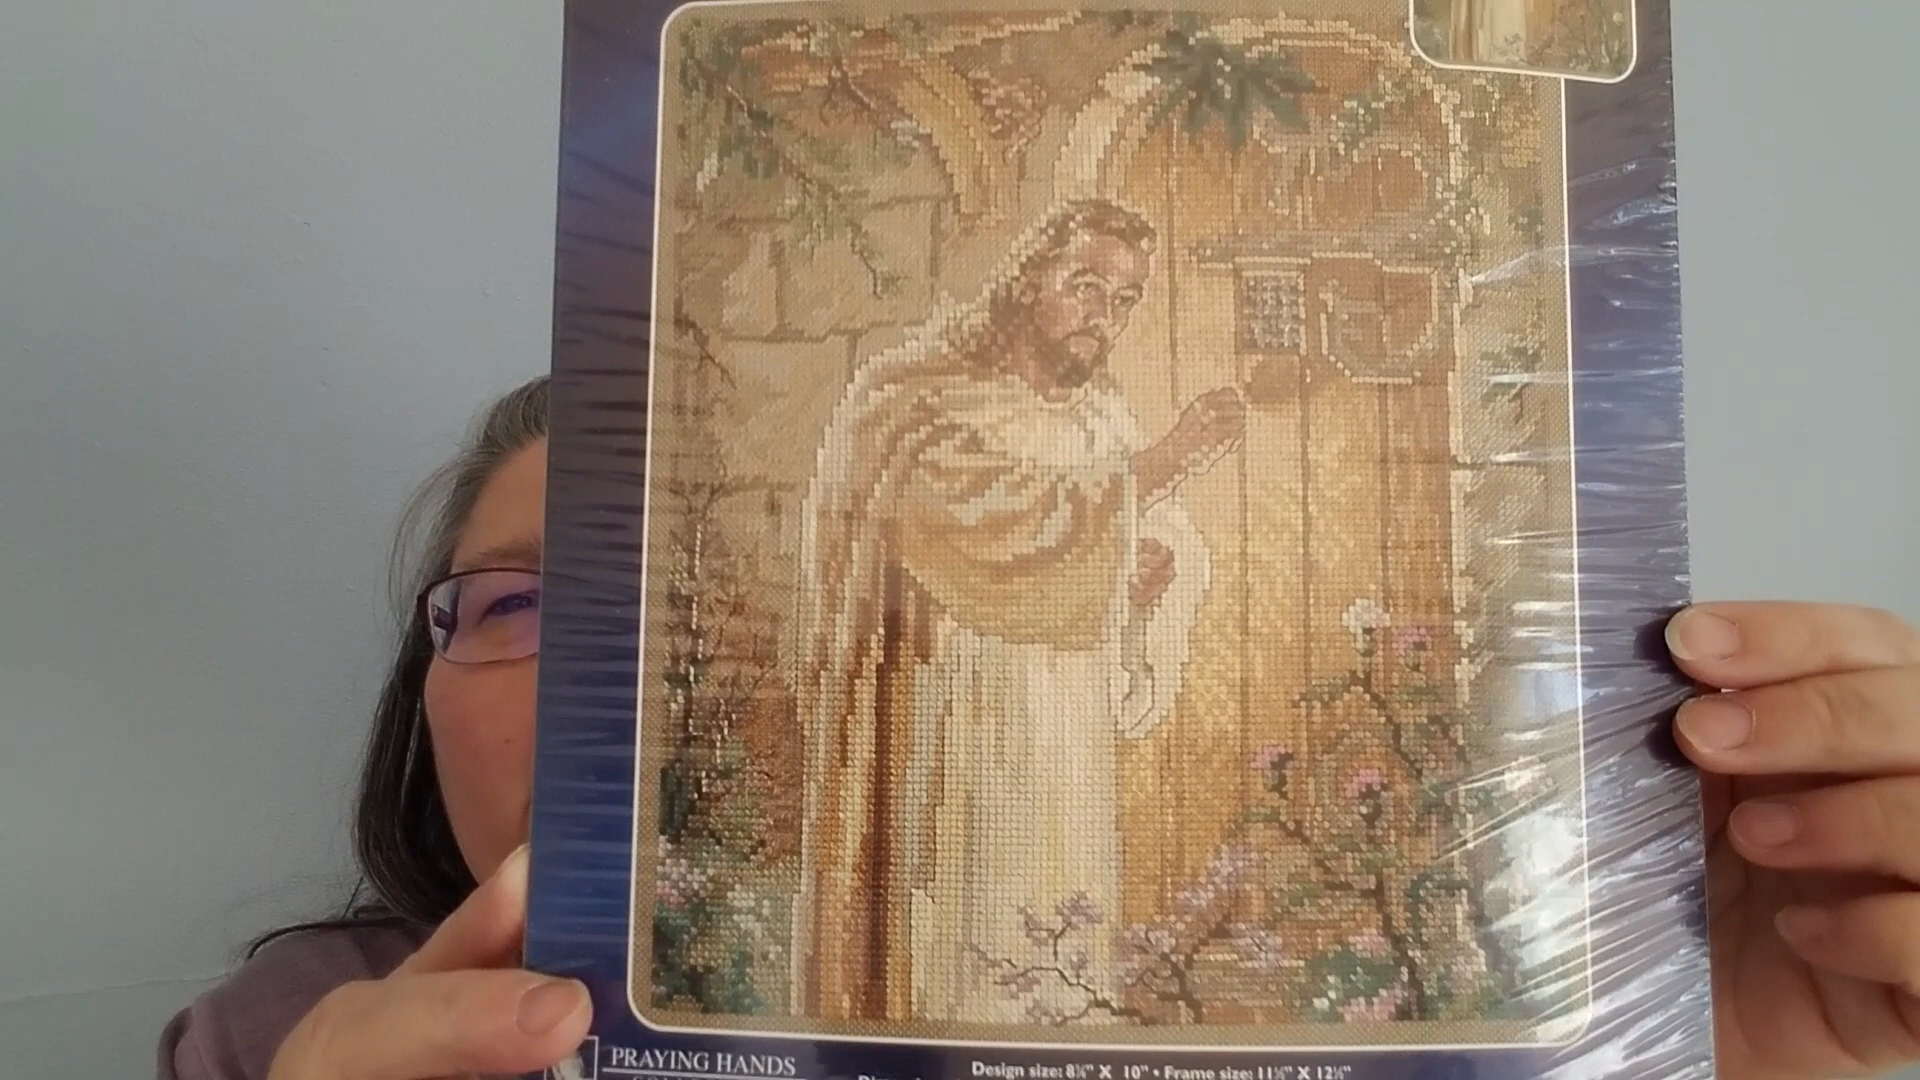 PRAYING HANDS
Design size: 8¼" X 10" • Frame size: 11½" X 12½"